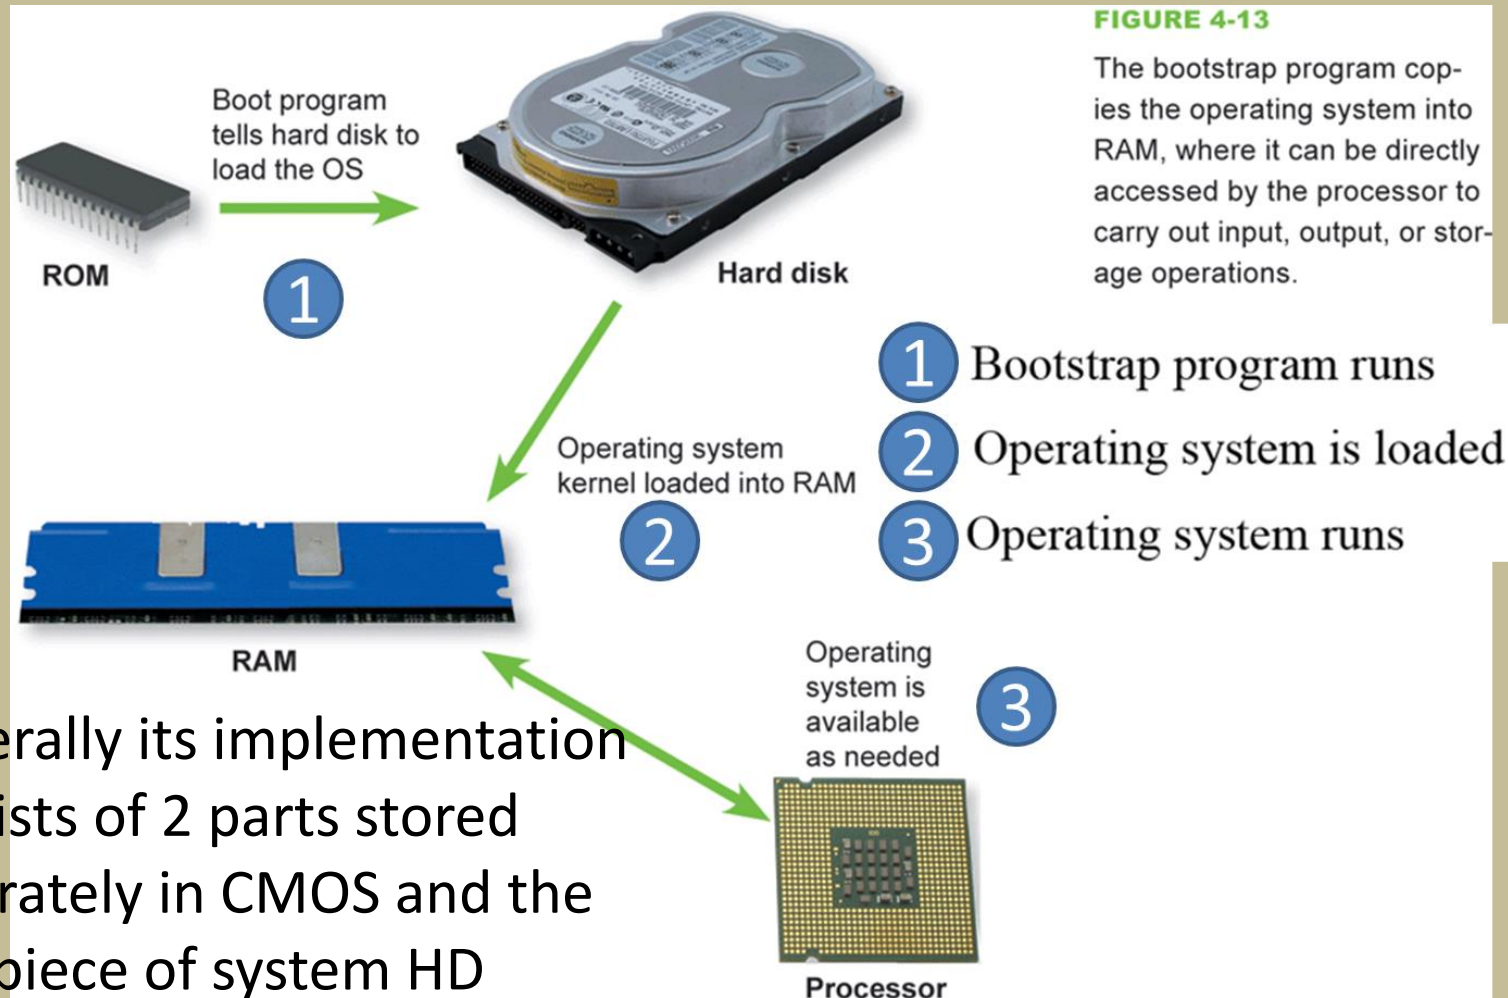 FIGURE 4-13
The bootstrap program cop-
ies the operating system into
RAM, where it can be directly
accessed by the processor to
carry out input, output, or stor-
age operations.
Boot program
tells hard disk to
load the OS
ROM
1
Hard disk
1 Bootstrap program runs
2 Operating system is loaded
3 Operating system runs
Operating system
kernel loaded into RAM
2
RAM
Operating
system is
available
as needed
3
erally its implementation
ists of 2 parts stored
rately in CMOS and the
piece of system HD
Processor